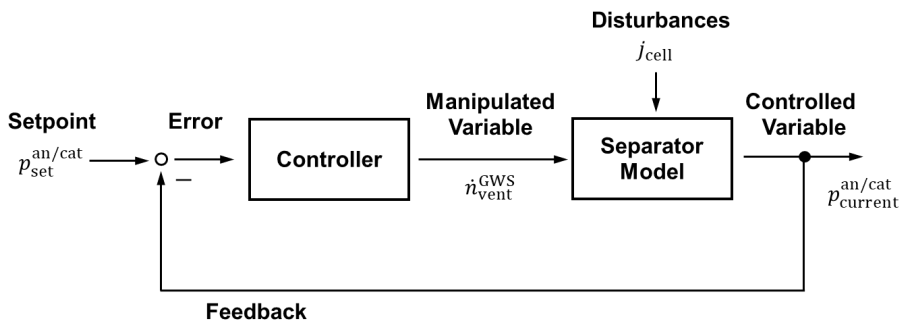 Disturbances
j_cell
Setpoint
p_set^an/cat
Error
−
Controller
Manipulated
Variable
ṅ_vent^GWS
Separator
Model
Controlled
Variable
p_current^an/cat
Feedback